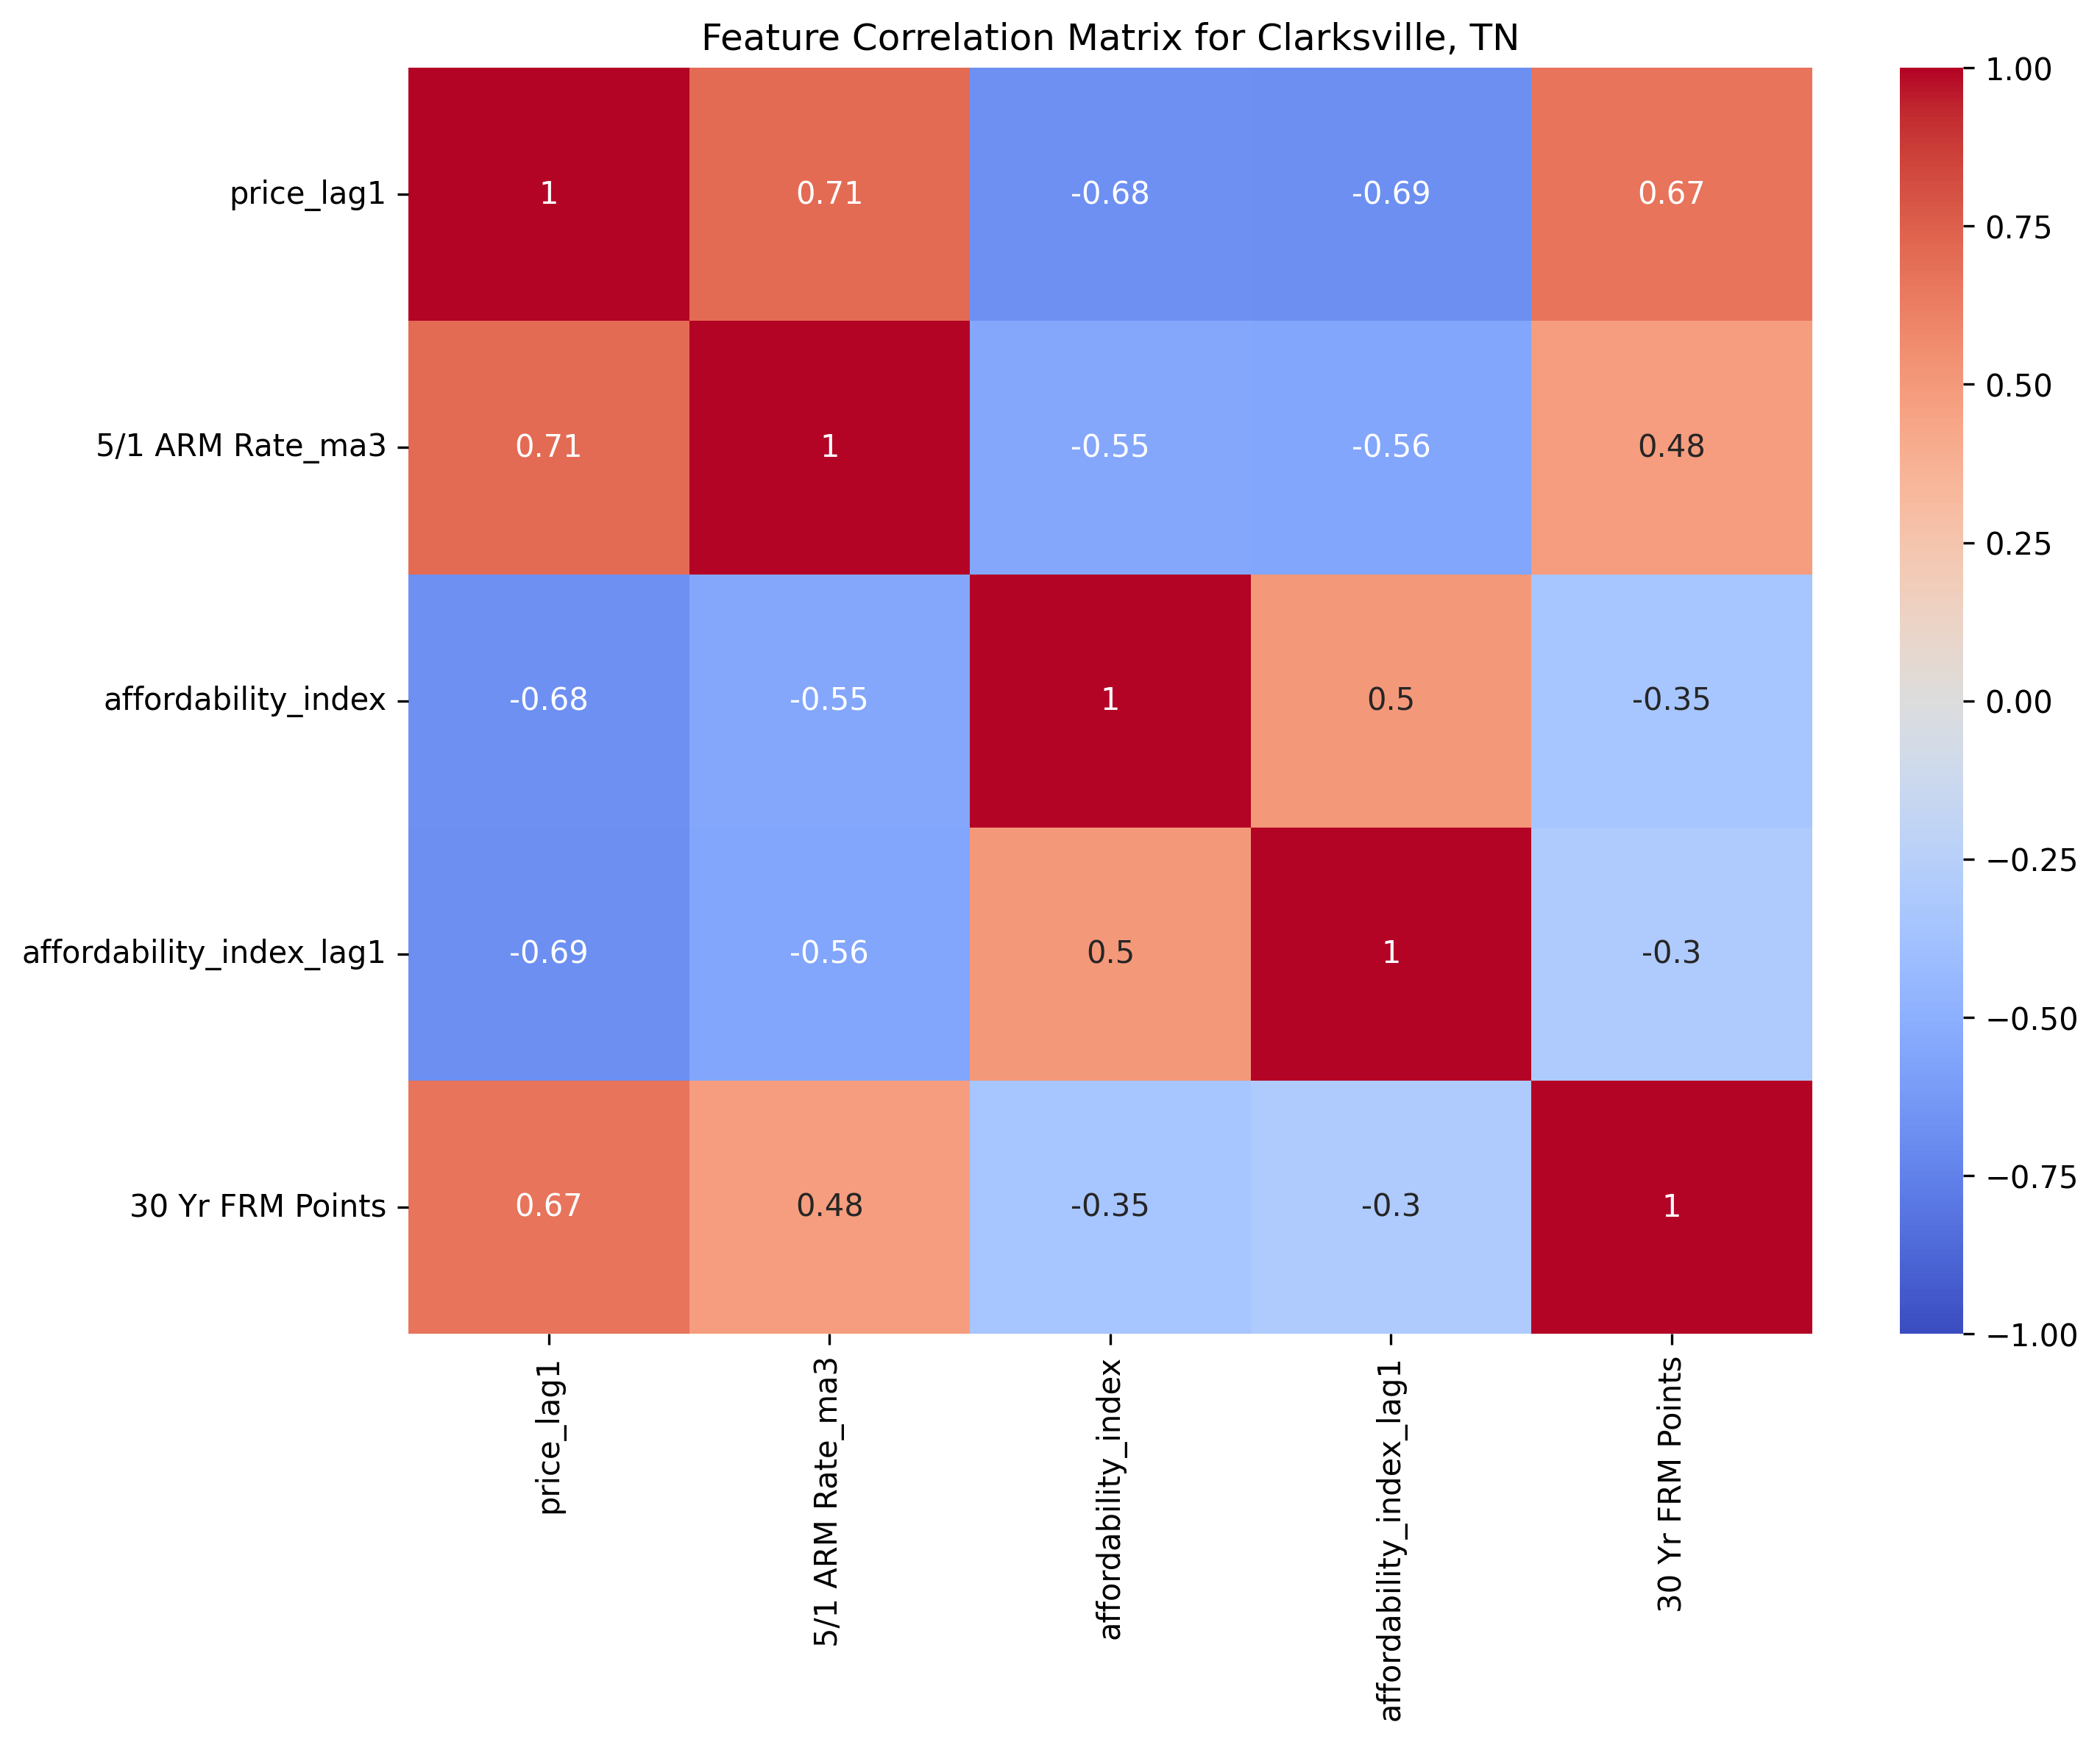 Feature Correlation Matrix for Clarksville, TN
price_lag1 1 0.71 -0.68 -0.69 0.67
5/1 ARM Rate_ma3 0.71 1 -0.55 -0.56 0.48
affordability_index -0.68 -0.55 1 0.5 -0.35
affordability_index_lag1 -0.69 -0.56 0.5 1 -0.3
30 Yr FRM Points 0.67 0.48 -0.35 -0.3 1
price_lag1
5/1 ARM Rate_ma3
affordability_index
affordability_index_lag1
30 Yr FRM Points
1.00
0.75
0.50
0.25
0.00
−0.25
−0.50
−0.75
−1.00